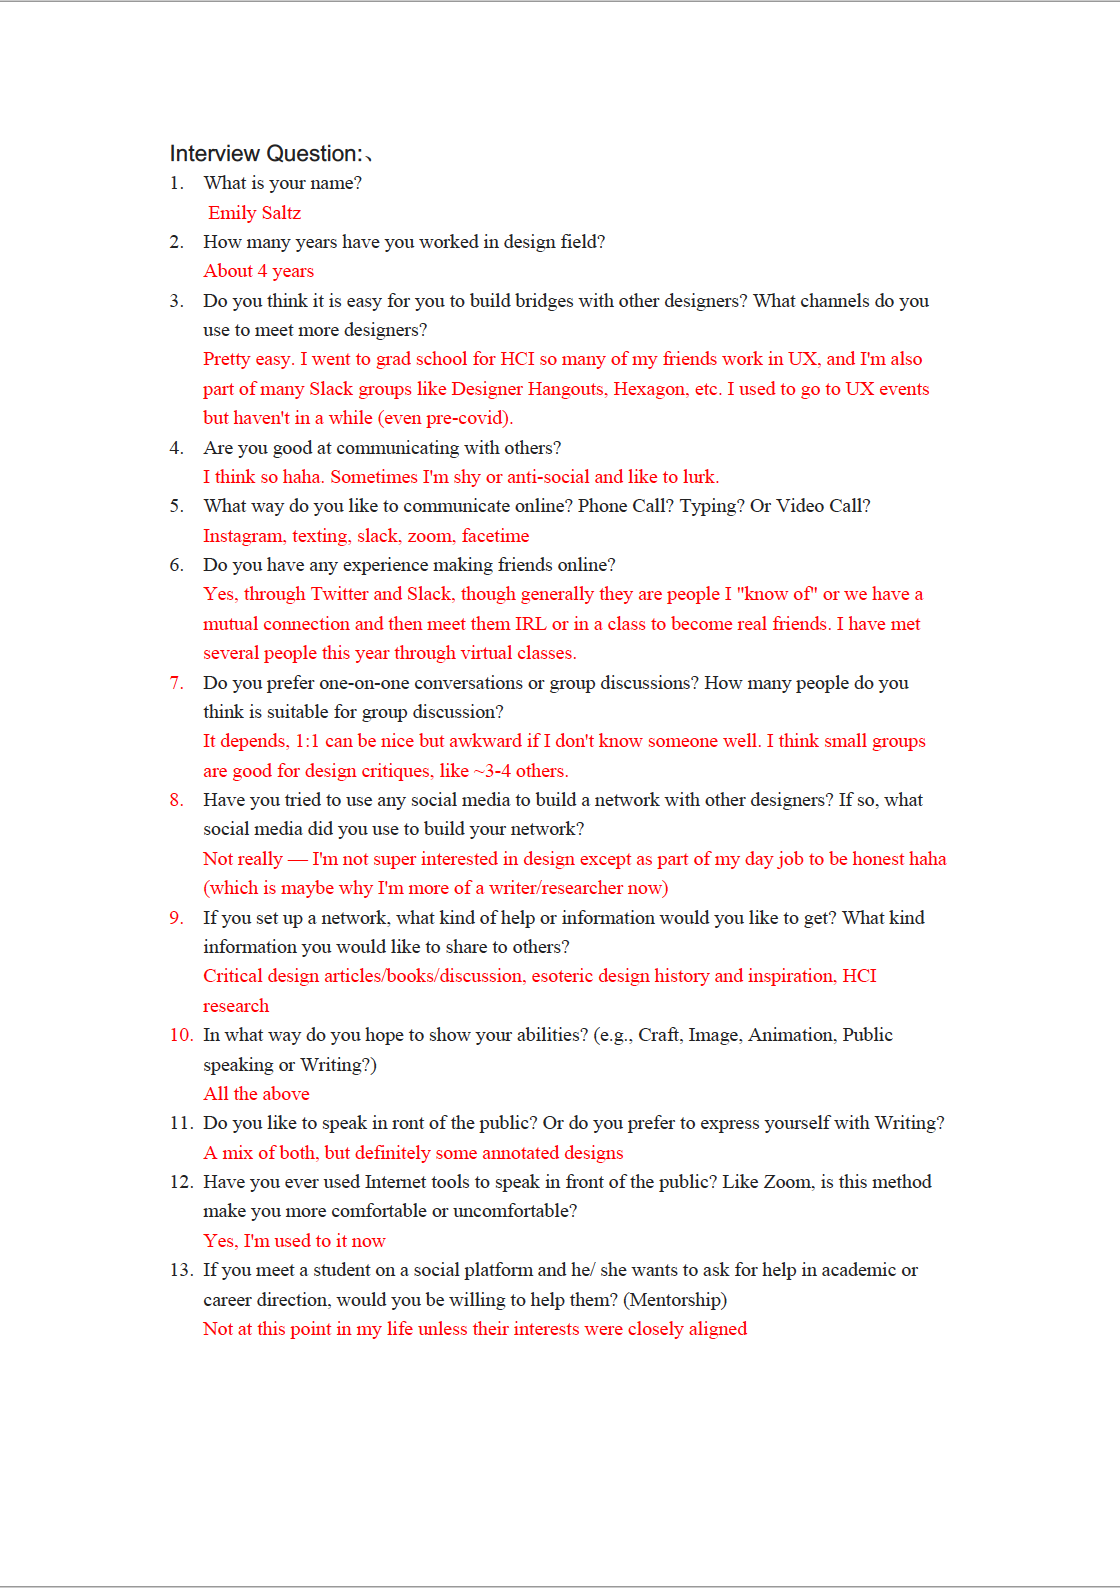 Interview Question:、
1. What is your name?
Emily Saltz
2. How many years have you worked in design field?
About 4 years
3. Do you think it is easy for you to build bridges with other designers? What channels do you
use to meet more designers?
Pretty easy. I went to grad school for HCI so many of my friends work in UX, and I'm also
part of many Slack groups like Designer Hangouts, Hexagon, etc. I used to go to UX events
but haven't in a while (even pre-covid).
4. Are you good at communicating with others?
I think so haha. Sometimes I'm shy or anti-social and like to lurk.
5. What way do you like to communicate online? Phone Call? Typing? Or Video Call?
Instagram, texting, slack, zoom, facetime
6. Do you have any experience making friends online?
Yes, through Twitter and Slack, though generally they are people I "know of" or we have a
mutual connection and then meet them IRL or in a class to become real friends. I have met
several people this year through virtual classes.
7. Do you prefer one-on-one conversations or group discussions? How many people do you
think is suitable for group discussion?
It depends, 1:1 can be nice but awkward if I don't know someone well. I think small groups
are good for design critiques, like ~3-4 others.
8. Have you tried to use any social media to build a network with other designers? If so, what
social media did you use to build your network?
Not really — I'm not super interested in design except as part of my day job to be honest haha
(which is maybe why I'm more of a writer/researcher now)
9. If you set up a network, what kind of help or information would you like to get? What kind
information you would like to share to others?
Critical design articles/books/discussion, esoteric design history and inspiration, HCI
research
10. In what way do you hope to show your abilities? (e.g., Craft, Image, Animation, Public
speaking or Writing?)
All the above
11. Do you like to speak in ront of the public? Or do you prefer to express yourself with Writing?
A mix of both, but definitely some annotated designs
12. Have you ever used Internet tools to speak in front of the public? Like Zoom, is this method
make you more comfortable or uncomfortable?
Yes, I'm used to it now
13. If you meet a student on a social platform and he/ she wants to ask for help in academic or
career direction, would you be willing to help them? (Mentorship)
Not at this point in my life unless their interests were closely aligned